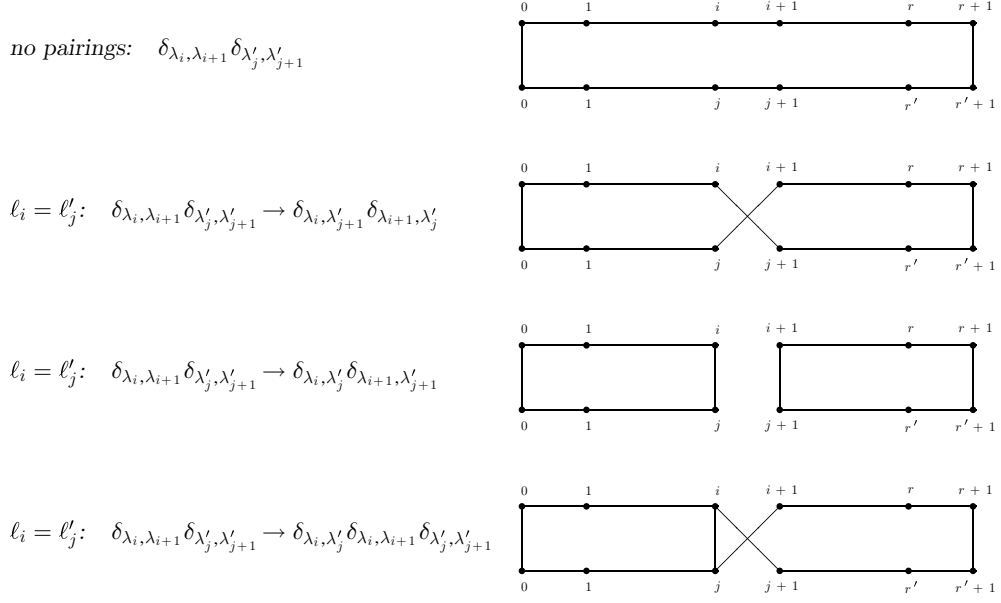 0 1 i i + 1 r r + 1
no pairings: δ_{λ_i,λ_{i+1}} δ_{λ'_j,λ'_{j+1}}
0 1 j j + 1 r′ r′ + 1
0 1 i i + 1 r r + 1
ℓ_i = ℓ'_j: δ_{λ_i,λ_{i+1}} δ_{λ'_j,λ'_{j+1}} → δ_{λ_i,λ'_{j+1}} δ_{λ_{i+1},λ'_j}
0 1 j j + 1 r′ r′ + 1
0 1 i i + 1 r r + 1
ℓ_i = ℓ'_j: δ_{λ_i,λ_{i+1}} δ_{λ'_j,λ'_{j+1}} → δ_{λ_i,λ'_j} δ_{λ_{i+1},λ'_{j+1}}
0 1 j j + 1 r′ r′ + 1
0 1 i i + 1 r r + 1
ℓ_i = ℓ'_j: δ_{λ_i,λ_{i+1}} δ_{λ'_j,λ'_{j+1}} → δ_{λ_i,λ'_j} δ_{λ_i,λ_{i+1}} δ_{λ'_j,λ'_{j+1}}
0 1 j j + 1 r′ r′ + 1